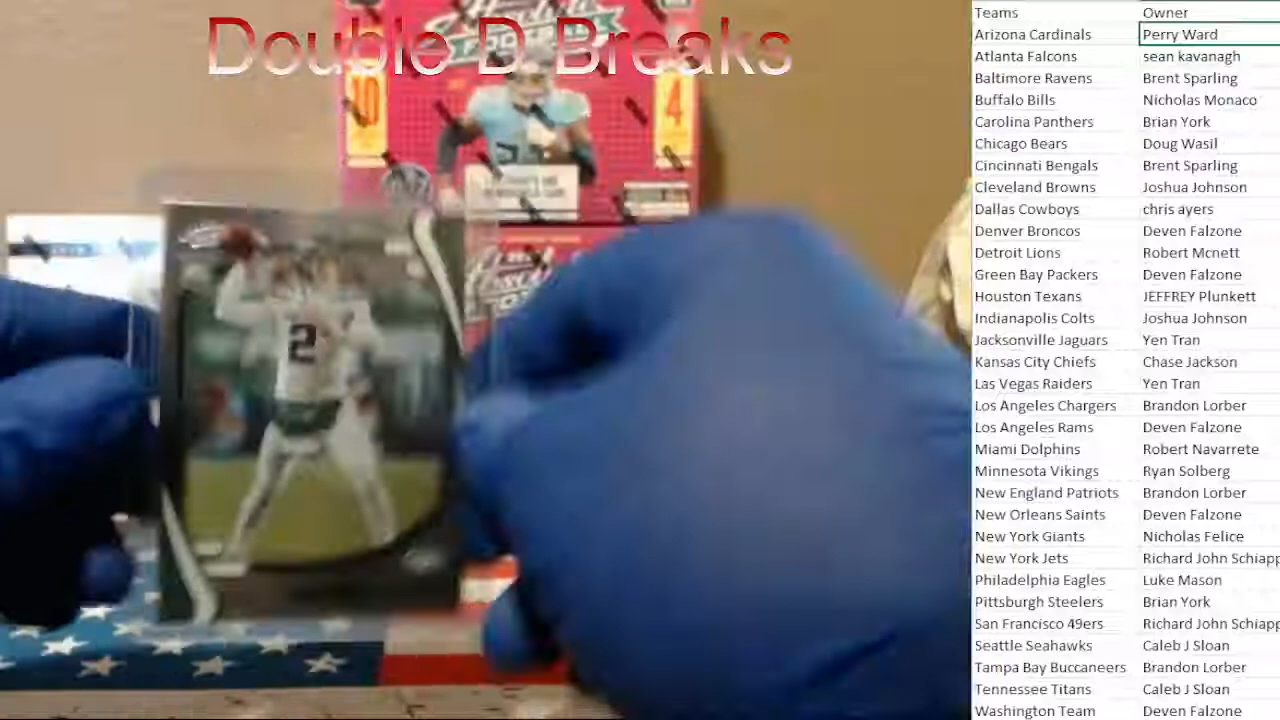 Double D Breaks
FOOTBALL
10
4
2
Teams Owner
Arizona Cardinals Perry Ward
Atlanta Falcons sean kavanagh
Baltimore Ravens Brent Sparling
Buffalo Bills Nicholas Monaco
Carolina Panthers Brian York
Chicago Bears Doug Wasil
Cincinnati Bengals Brent Sparling
Cleveland Browns Joshua Johnson
Dallas Cowboys chris ayers
Denver Broncos Deven Falzone
Detroit Lions Robert Mcnett
Green Bay Packers Deven Falzone
Houston Texans JEFFREY Plunkett
Indianapolis Colts Joshua Johnson
Jacksonville Jaguars Yen Tran
Kansas City Chiefs Chase Jackson
Las Vegas Raiders Yen Tran
Los Angeles Chargers Brandon Lorber
Los Angeles Rams Deven Falzone
Miami Dolphins Robert Navarrete
Minnesota Vikings Ryan Solberg
New England Patriots Brandon Lorber
New Orleans Saints Deven Falzone
New York Giants Nicholas Felice
New York Jets Richard John Schiapp
Philadelphia Eagles Luke Mason
Pittsburgh Steelers Brian York
San Francisco 49ers Richard John Schiapp
Seattle Seahawks Caleb J Sloan
Tampa Bay Buccaneers Brandon Lorber
Tennessee Titans Caleb J Sloan
Washington Team Deven Falzone